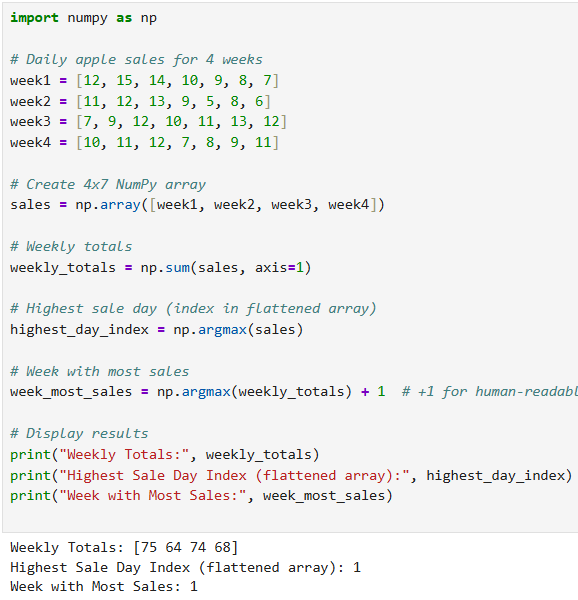 import numpy as np
# Daily apple sales for 4 weeks
week1 = [12, 15, 14, 10, 9, 8, 7]
week2 = [11, 12, 13, 9, 5, 8, 6]
week3 = [7, 9, 12, 10, 11, 13, 12]
week4 = [10, 11, 12, 7, 8, 9, 11]
# Create 4x7 NumPy array
sales = np.array([week1, week2, week3, week4])
# Weekly totals
weekly_totals = np.sum(sales, axis=1)
# Highest sale day (index in flattened array)
highest_day_index = np.argmax(sales)
# Week with most sales
week_most_sales = np.argmax(weekly_totals) + 1  # +1 for
# Display results
print("Weekly Totals:", weekly_totals)
print("Highest Sale Day Index (flattened array):", highest_day_index)
print("Week with Most Sales:", week_most_sales)
Weekly Totals: [75 64 74 68]
Highest Sale Day Index (flattened array): 1
Week with Most Sales: 1